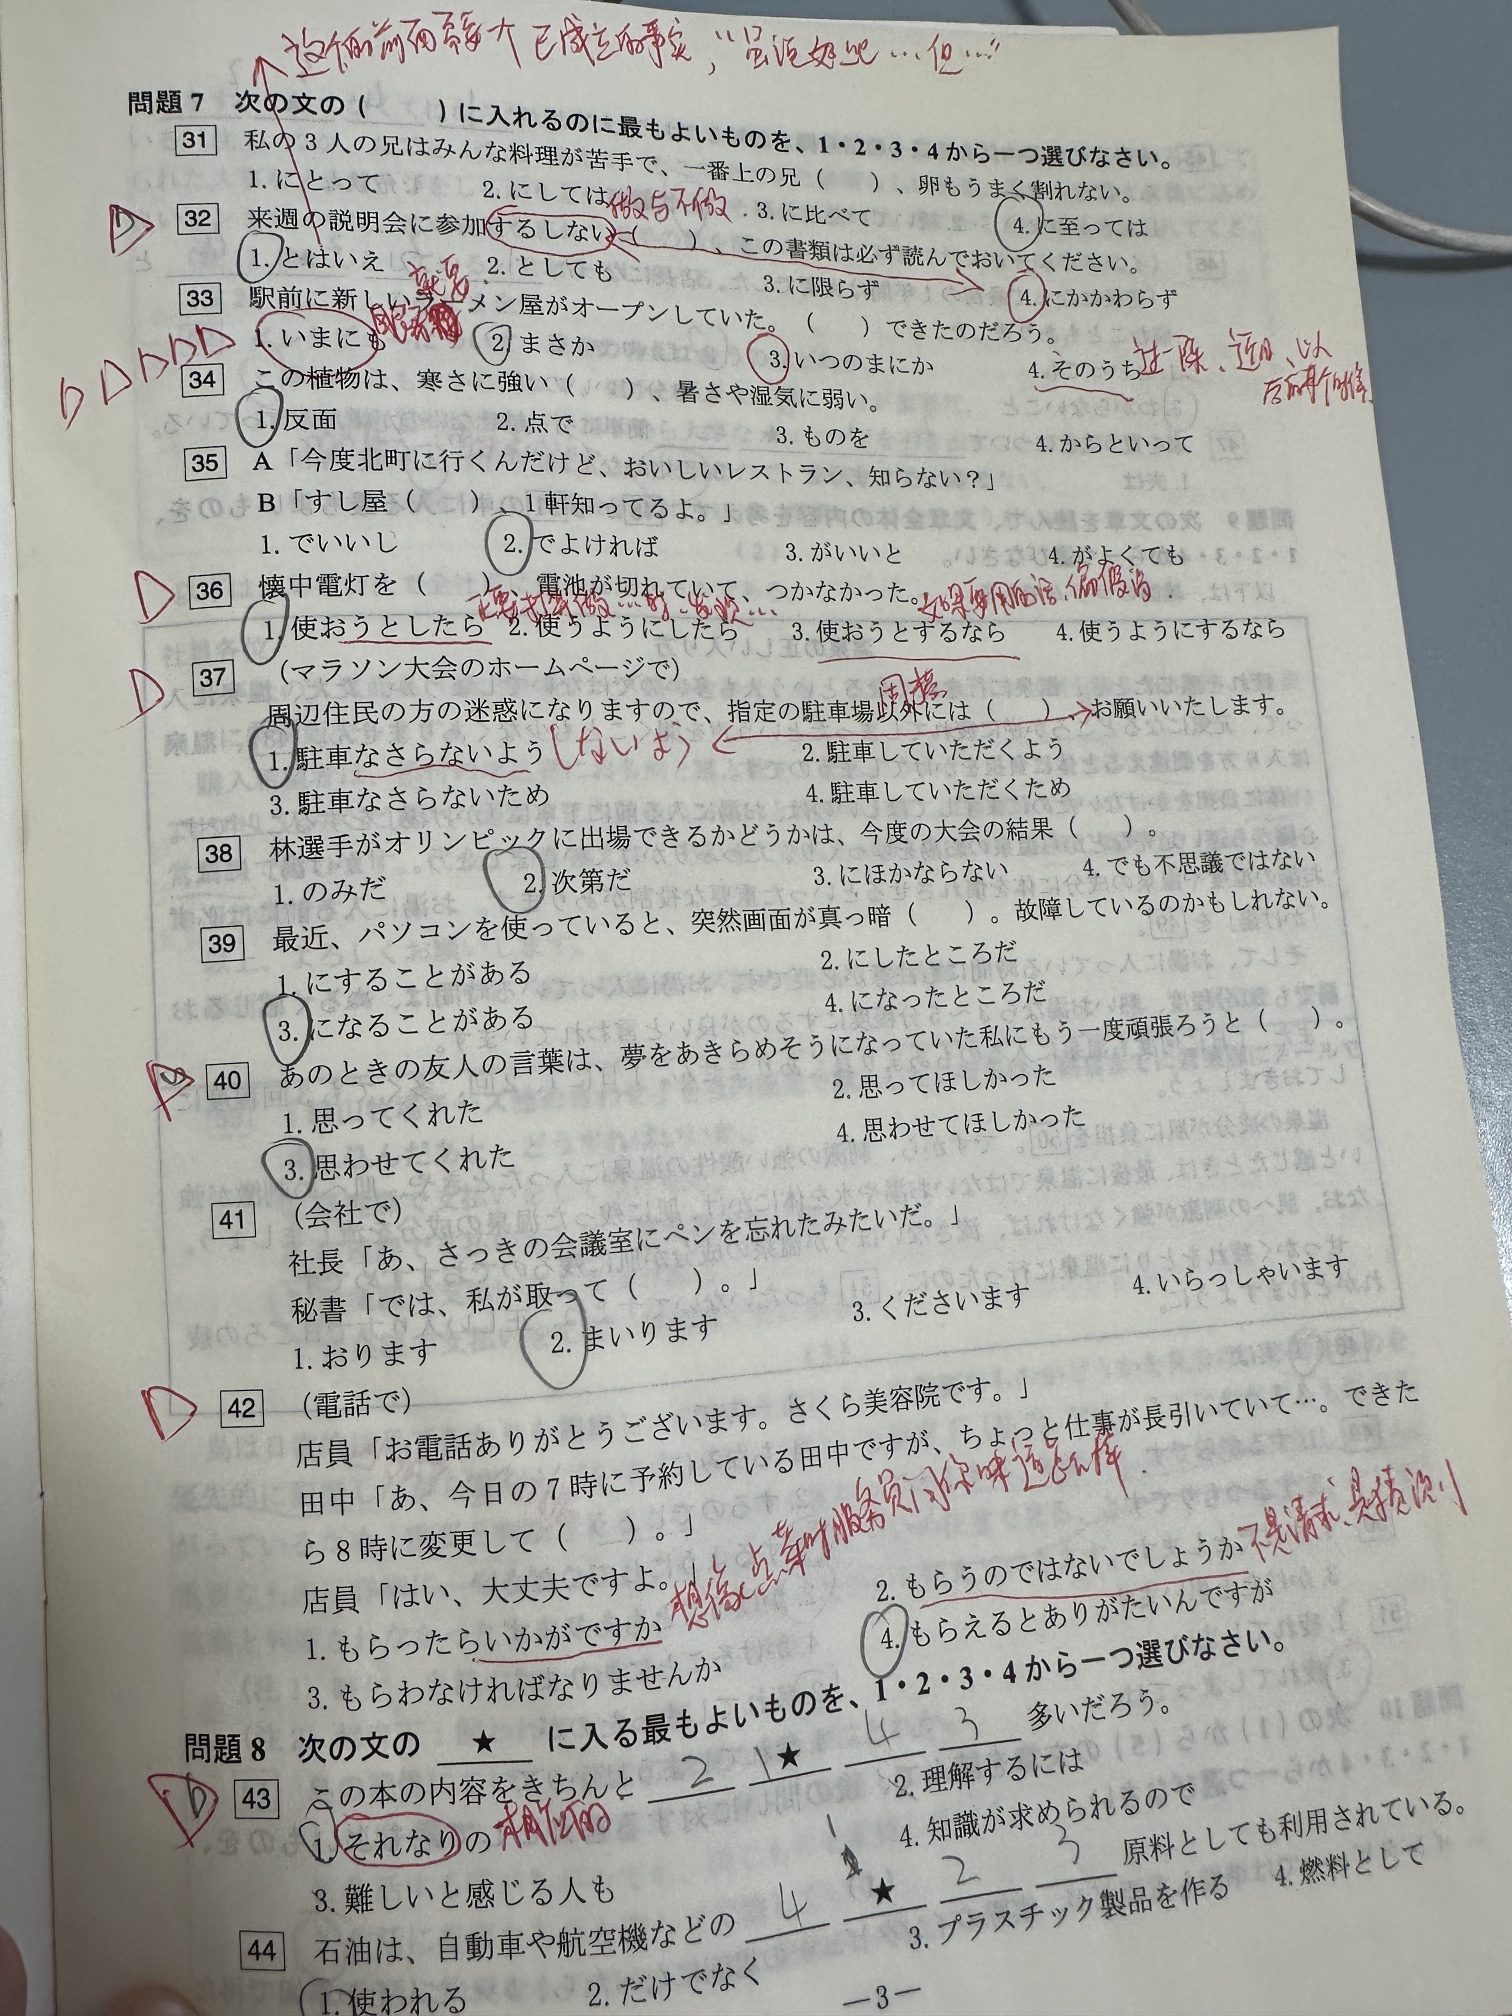 这个的前面要接一个已成立的事实，“虽说好吧…但…”
問題7 次の文の（　　）に入れるのに最もよいものを、1・2・3・4から一つ選びなさい。
31 私の3人の兄はみんな料理が苦手で、一番上の兄（　　）、卵もうまく割れない。
1. にとって 2. にしては 3. に比べて 4. に至っては
做与不做
32 来週の説明会に参加するしない（　　）、この書類は必ず読んでおいてください。
1. とはいえ 2. としても 3. に限らず 4. にかかわらず
33 駅前に新しいラーメン屋がオープンしていた。（　　）できたのだろう。
1. いまにも 2. まさか 3. いつのまにか 4. そのうち
34 この植物は、寒さに強い（　　）、暑さや湿気に弱い。
1. 反面 2. 点で 3. ものを 4. からといって
35 A「今度北町に行くんだけど、おいしいレストラン、知らない？」
B「すし屋（　　）、1軒知ってるよ。」
1. でいいし 2. でよければ 3. がいいと 4. がよくても
36 懐中電灯を（　　）、電池が切れていて、つかなかった。
1. 使おうとしたら 2. 使うようにしたら 3. 使おうとするなら 4. 使うようにするなら
37 （マラソン大会のホームページで）
周辺住民の方の迷惑になりますので、指定の駐車場以外には（　　）、お願いいたします。
1. 駐車なさらないよう しないよう 2. 駐車していただくよう
3. 駐車なさらないため 4. 駐車していただくため
38 林選手がオリンピックに出場できるかどうかは、今度の大会の結果（　　）。
1. のみだ 2. 次第だ 3. にほかならない 4. でも不思議ではない
39 最近、パソコンを使っていると、突然画面が真っ暗（　　）。故障しているのかもしれない。
1. にすることがある 2. にしたところだ
3. になることがある 4. になったところだ
40 あのときの友人の言葉は、夢をあきらめそうになっていた私にもう一度頑張ろうと（　　）。
1. 思ってくれた 2. 思ってほしかった
3. 思わせてくれた 4. 思わせてほしかった
41 （会社で）
社長「あ、さっきの会議室にペンを忘れたみたいだ。」
秘書「では、私が取って（　　）。」
1. おります 2. まいります 3. くださいます 4. いらっしゃいます
42 （電話で）
店員「お電話ありがとうございます。さくら美容院です。」
田中「あ、今日の7時に予約している田中ですが、ちょっと仕事が長引いていて…。できた
ら8時に変更して（　　）。」
店員「はい、大丈夫ですよ。」
1. もらったらいかがですか 2. もらうのではないでしょうか
3. もらわなければなりませんか 4. もらえるとありがたいんですが
問題8 次の文の ★ に入る最もよいものを、1・2・3・4から一つ選びなさい。
43 この本の内容をきちんと 2 1★ 4 3 多いだろう。
1. それなりの 相应的 2. 理解するには
3. 難しいと感じる人も 4. 知識が求められるので
44 石油は、自動車や航空機などの 4 1★ 2 3 原料としても利用されている。
1. 使われる 2. だけでなく 3. プラスチック製品を作る 4. 燃料として
—3—